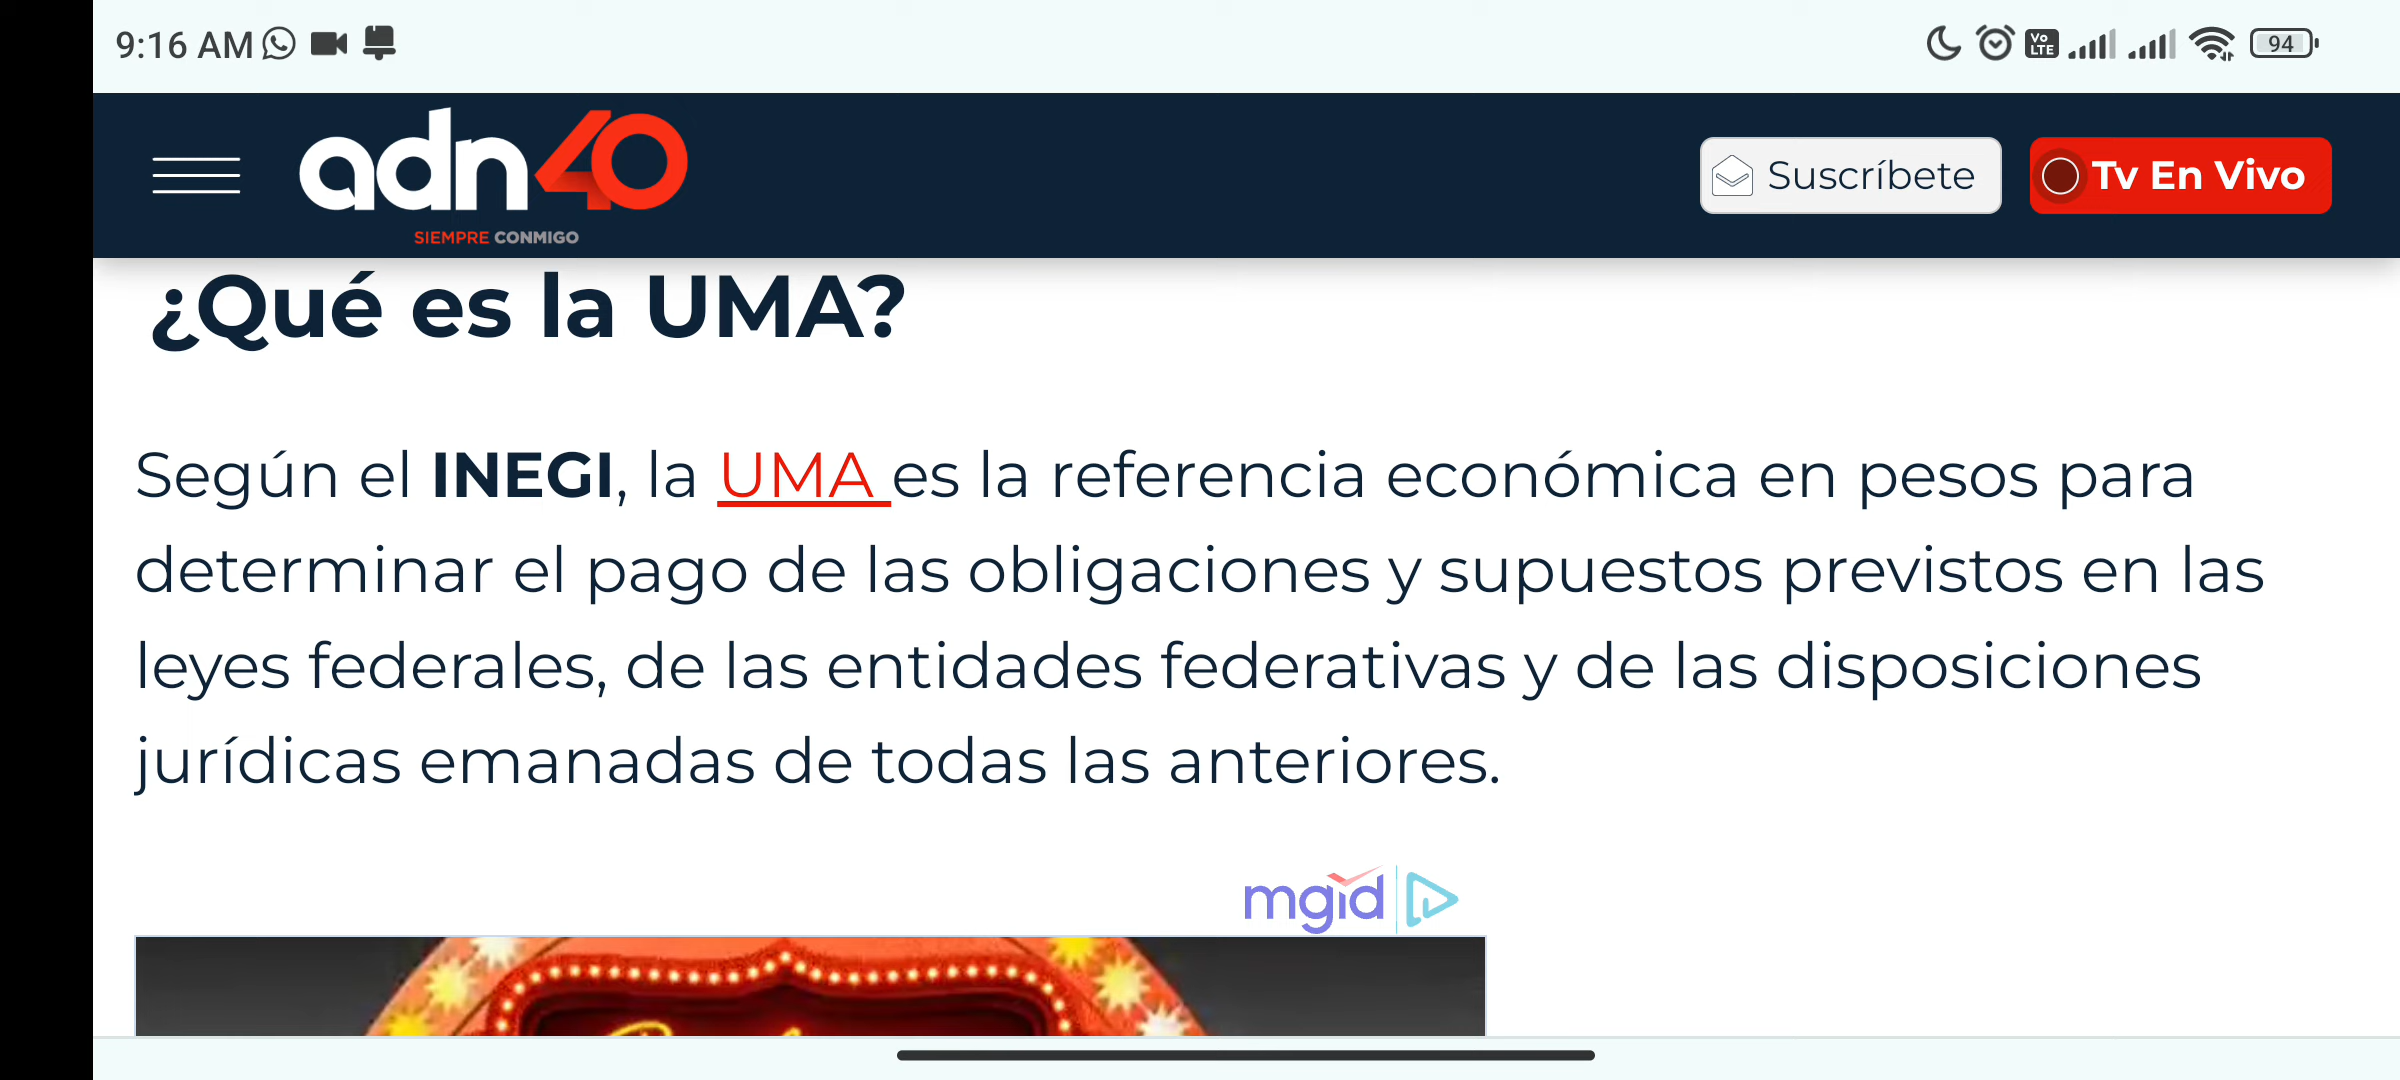 9:16 AM
Vo LTE
94
adn40
SIEMPRE CONMIGO
Suscríbete
Tv En Vivo
¿Qué es la UMA?
Según el INEGI, la UMA es la referencia económica en pesos para
determinar el pago de las obligaciones y supuestos previstos en las
leyes federales, de las entidades federativas y de las disposiciones
jurídicas emanadas de todas las anteriores.
mgid